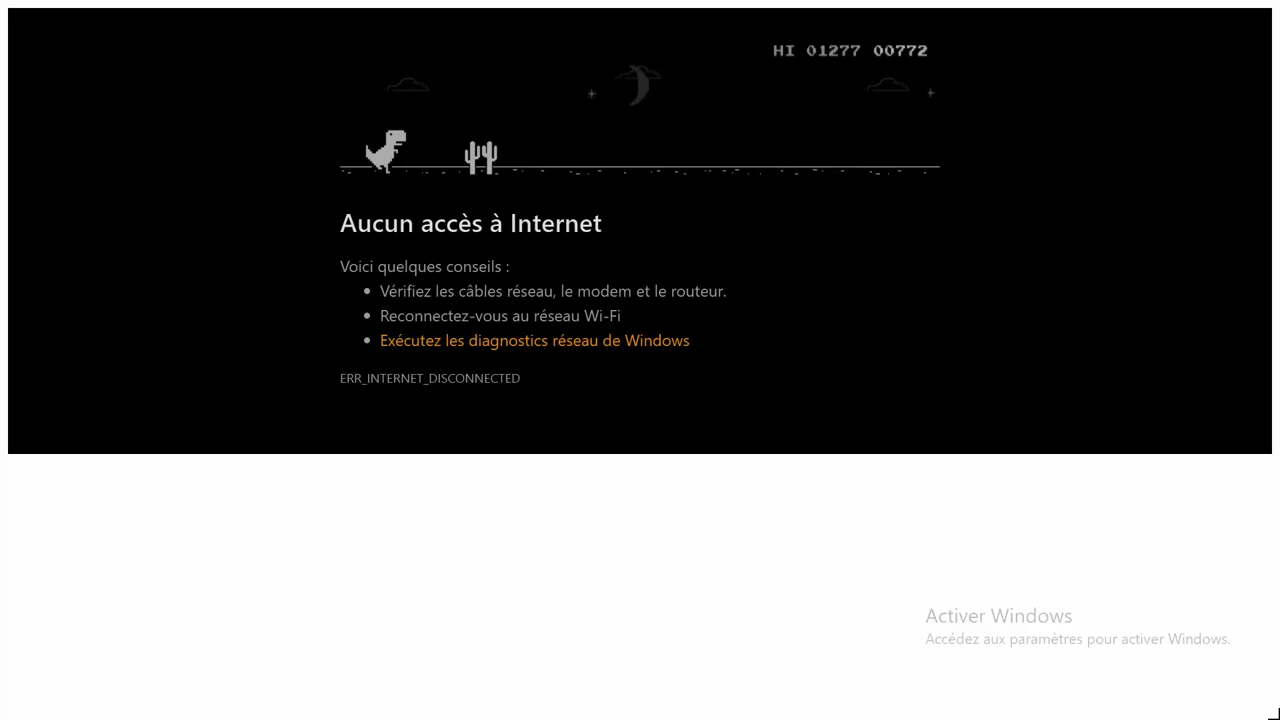 HI 01277 00772
Aucun accès à Internet
Voici quelques conseils :
Vérifiez les câbles réseau, le modem et le routeur.
Reconnectez-vous au réseau Wi-Fi
Exécutez les diagnostics réseau de Windows
ERR_INTERNET_DISCONNECTED
Activer Windows
Accédez aux paramètres pour activer Windows.